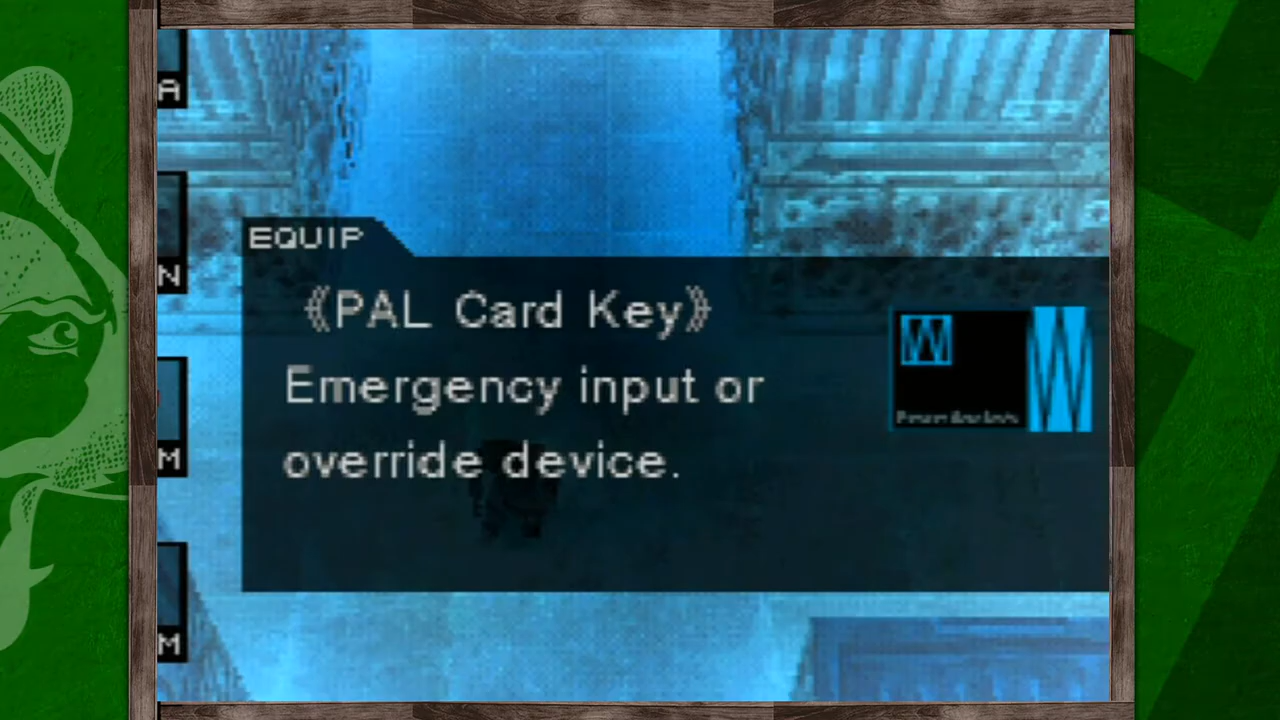 A
N
M
M
EQUIP
《PAL Card Key》
Emergency input or
override device.
W
W